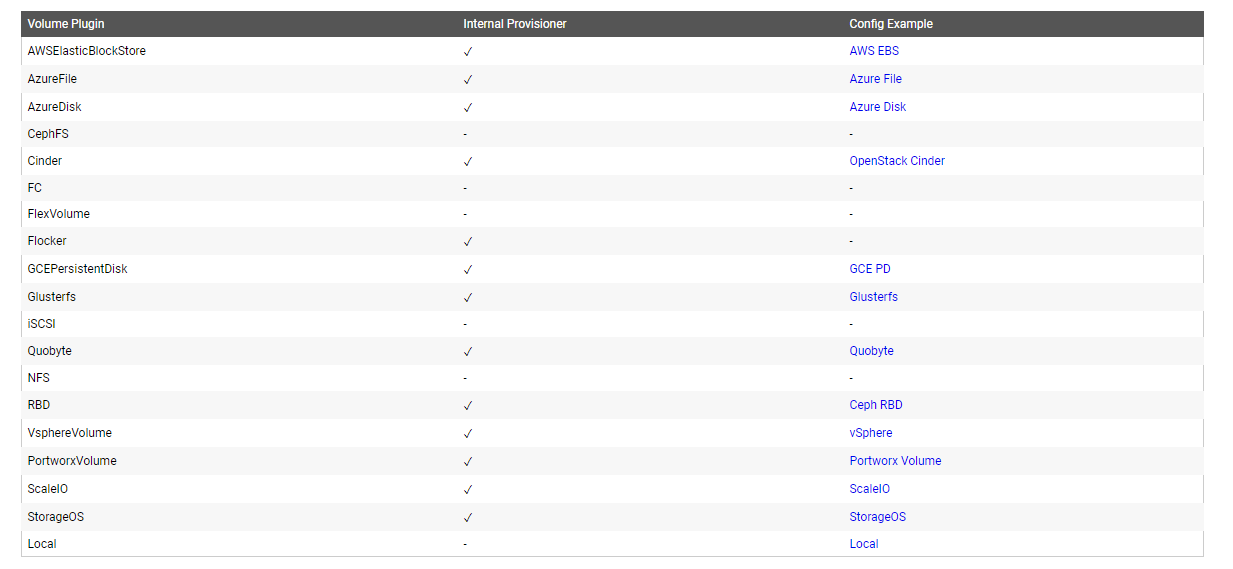 Volume Plugin Internal Provisioner Config Example
AWSElasticBlockStore ✓ AWS EBS
AzureFile ✓ Azure File
AzureDisk ✓ Azure Disk
CephFS - -
Cinder ✓ OpenStack Cinder
FC - -
FlexVolume - -
Flocker ✓ -
GCEPersistentDisk ✓ GCE PD
Glusterfs ✓ Glusterfs
iSCSI - -
Quobyte ✓ Quobyte
NFS - -
RBD ✓ Ceph RBD
VsphereVolume ✓ vSphere
PortworxVolume ✓ Portworx Volume
ScaleIO ✓ ScaleIO
StorageOS ✓ StorageOS
Local - Local